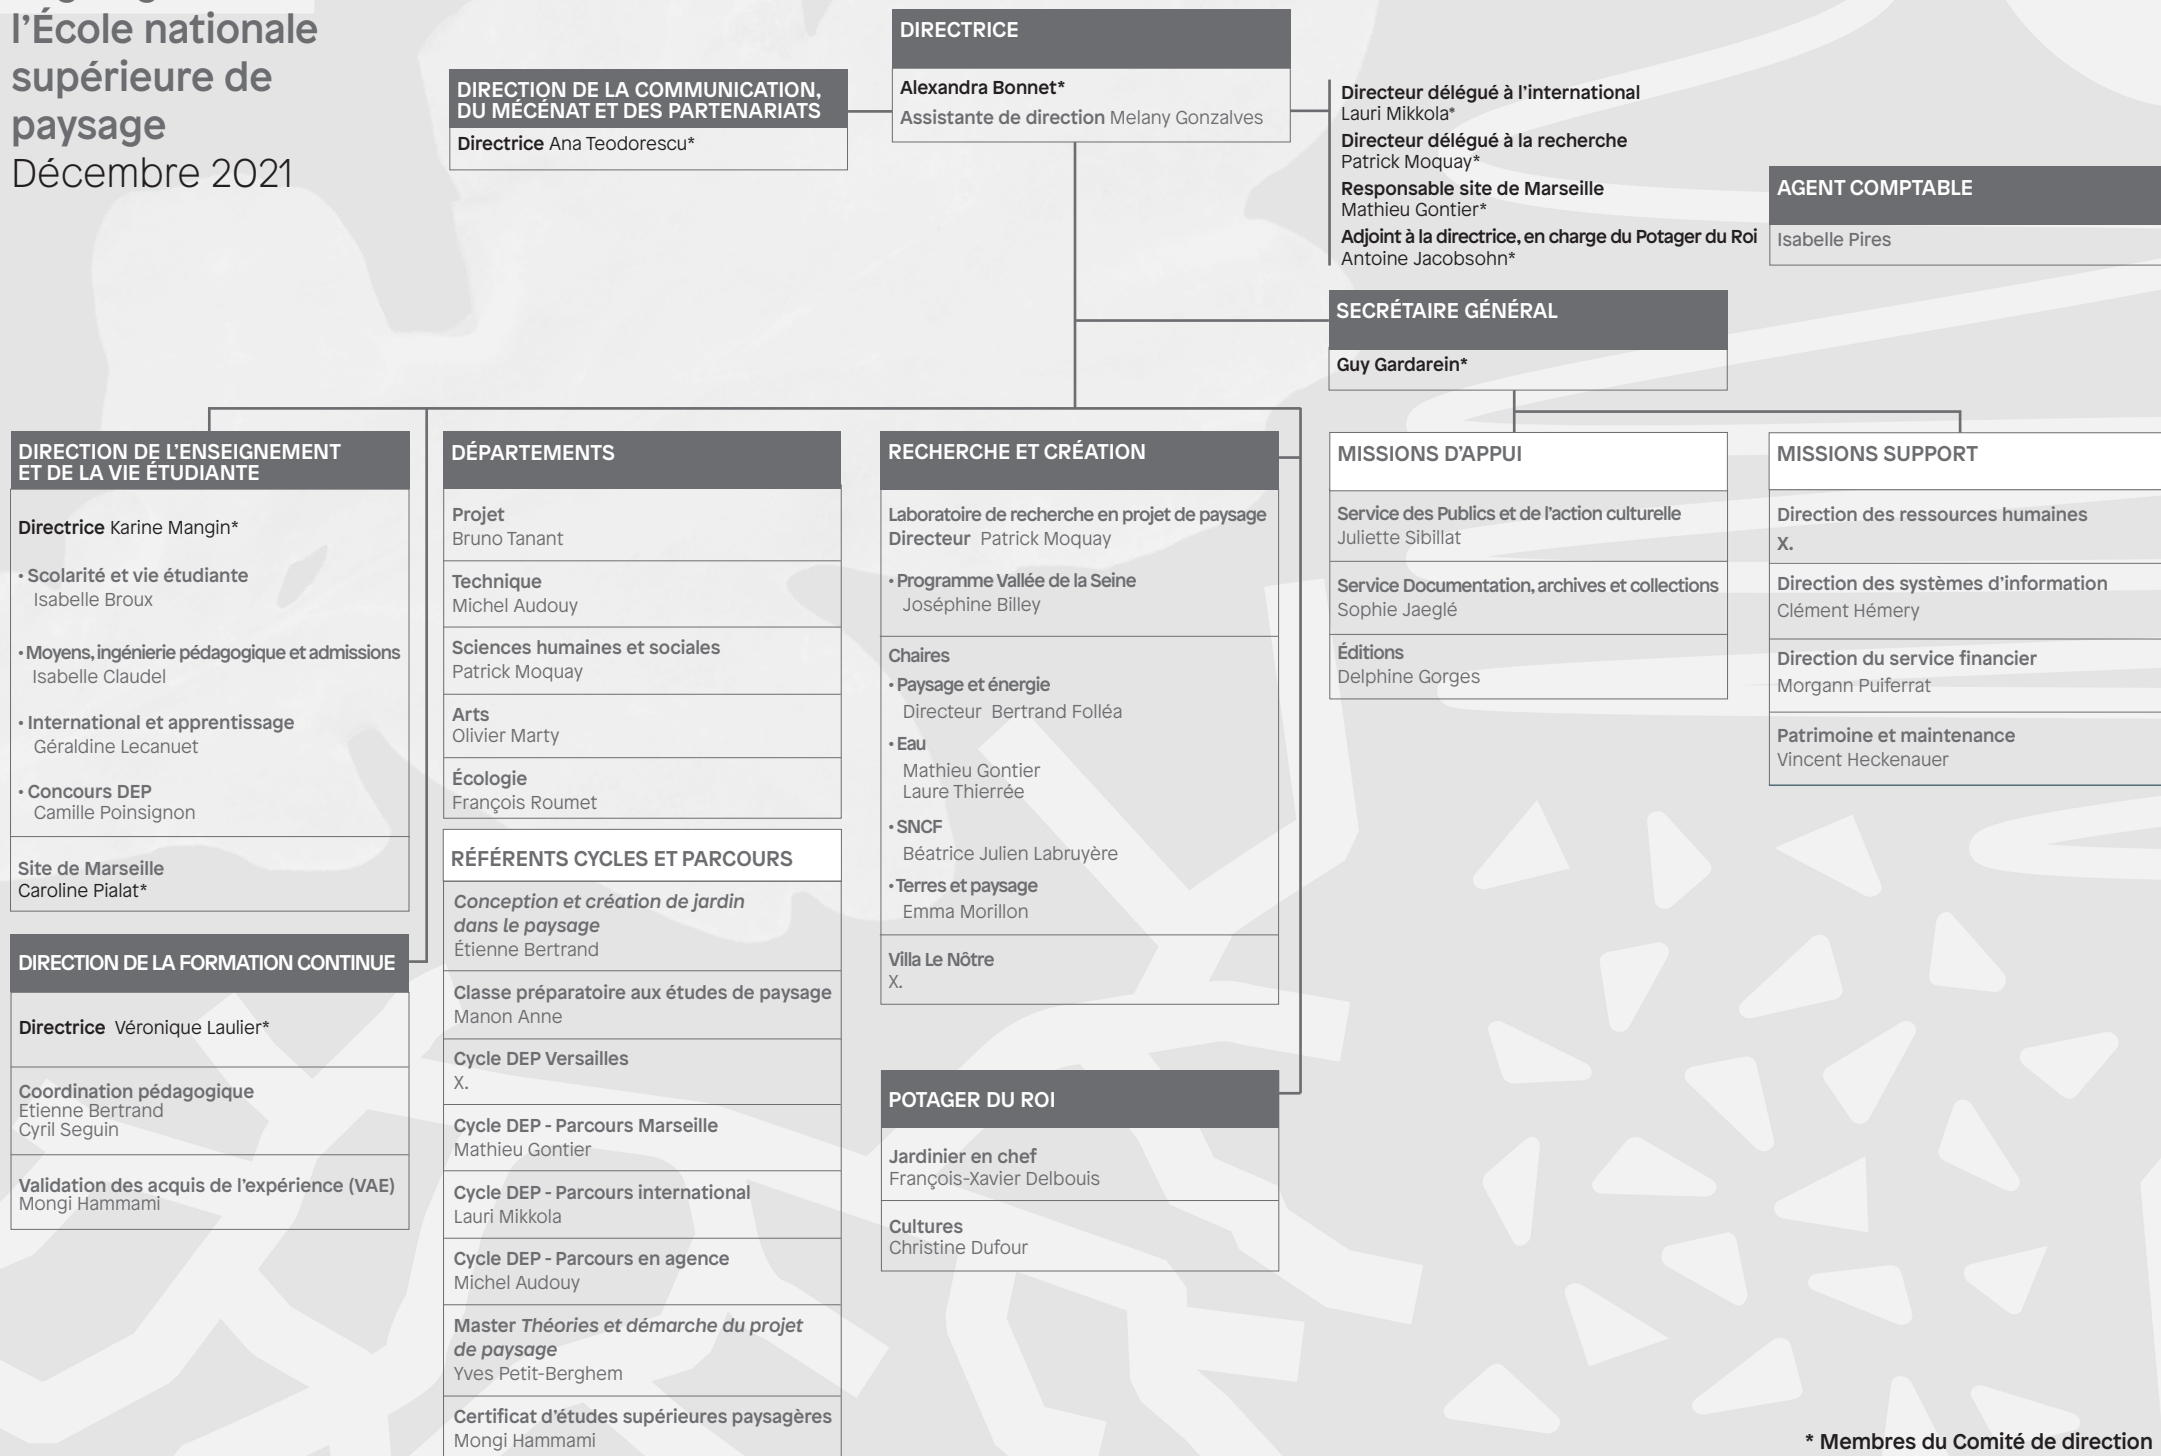 l'École nationale
supérieure de
paysage
Décembre 2021
DIRECTION DE LA COMMUNICATION,
DU MÉCÉNAT ET DES PARTENARIATS
Directrice Ana Teodorescu*
DIRECTRICE
Alexandra Bonnet*
Assistante de direction Melany Gonzalves
Directeur délégué à l'international
Lauri Mikkola*
Directeur délégué à la recherche
Patrick Moquay*
Responsable site de Marseille
Mathieu Gontier*
Adjoint à la directrice, en charge du Potager du Roi
Antoine Jacobsohn*
AGENT COMPTABLE
Isabelle Pires
SECRÉTAIRE GÉNÉRAL
Guy Gardarein*
DIRECTION DE L'ENSEIGNEMENT
ET DE LA VIE ÉTUDIANTE
Directrice Karine Mangin*
• Scolarité et vie étudiante
Isabelle Broux
• Moyens, ingénierie pédagogique et admissions
Isabelle Claudel
• International et apprentissage
Géraldine Lecanuet
• Concours DEP
Camille Poinsignon
Site de Marseille
Caroline Pialat*
DIRECTION DE LA FORMATION CONTINUE
Directrice Véronique Laulier*
Coordination pédagogique
Etienne Bertrand
Cyril Seguin
Validation des acquis de l'expérience (VAE)
Mongi Hammami
DÉPARTEMENTS
Projet
Bruno Tanant
Technique
Michel Audouy
Sciences humaines et sociales
Patrick Moquay
Arts
Olivier Marty
Écologie
François Roumet
RÉFÉRENTS CYCLES ET PARCOURS
Conception et création de jardin
dans le paysage
Étienne Bertrand
Classe préparatoire aux études de paysage
Manon Anne
Cycle DEP Versailles
X.
Cycle DEP - Parcours Marseille
Mathieu Gontier
Cycle DEP - Parcours international
Lauri Mikkola
Cycle DEP - Parcours en agence
Michel Audouy
Master Théories et démarche du projet
de paysage
Yves Petit-Berghem
Certificat d'études supérieures paysagères
Mongi Hammami
RECHERCHE ET CRÉATION
Laboratoire de recherche en projet de paysage
Directeur Patrick Moquay
• Programme Vallée de la Seine
Joséphine Billey
Chaires
• Paysage et énergie
Directeur Bertrand Folléa
• Eau
Mathieu Gontier
Laure Thierrée
• SNCF
Béatrice Julien Labruyère
• Terres et paysage
Emma Morillon
Villa Le Nôtre
X.
POTAGER DU ROI
Jardinier en chef
François-Xavier Delbouis
Cultures
Christine Dufour
MISSIONS D'APPUI
Service des Publics et de l'action culturelle
Juliette Sibillat
Service Documentation, archives et collections
Sophie Jaeglé
Éditions
Delphine Gorges
MISSIONS SUPPORT
Direction des ressources humaines
X.
Direction des systèmes d'information
Clément Hémery
Direction du service financier
Morgann Puiferrat
Patrimoine et maintenance
Vincent Heckenauer
* Membres du Comité de direction